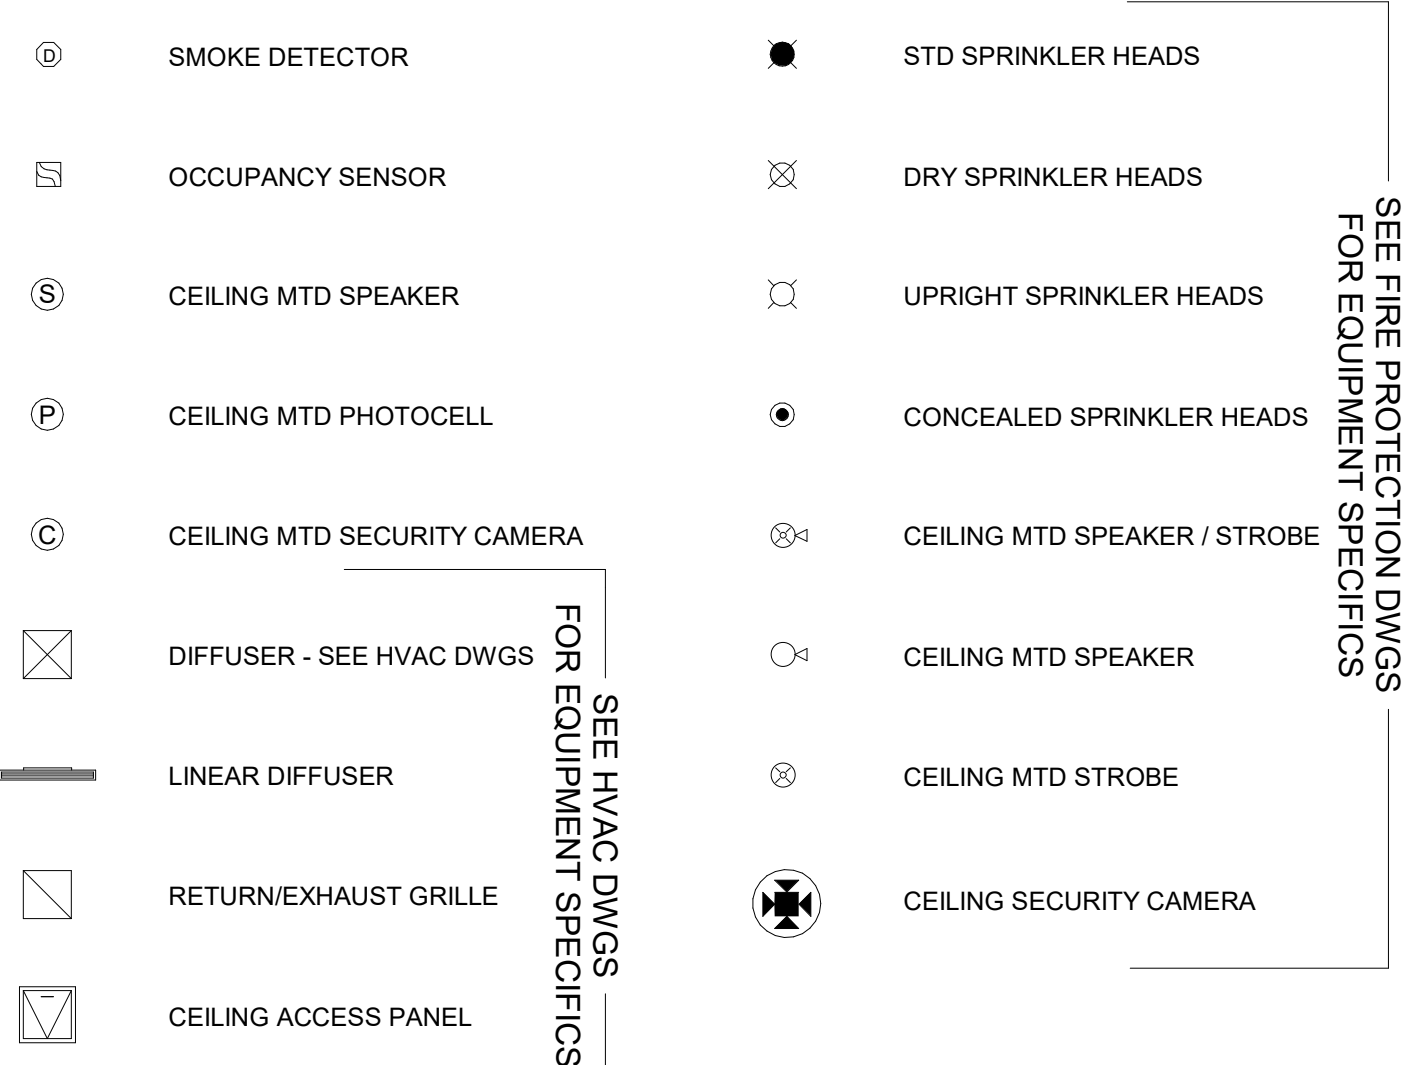 D SMOKE DETECTOR
OCCUPANCY SENSOR
S CEILING MTD SPEAKER
P CEILING MTD PHOTOCELL
C CEILING MTD SECURITY CAMERA
DIFFUSER - SEE HVAC DWGS
LINEAR DIFFUSER
RETURN/EXHAUST GRILLE
CEILING ACCESS PANEL
SEE HVAC DWGS
FOR EQUIPMENT SPECIFICS
STD SPRINKLER HEADS
DRY SPRINKLER HEADS
UPRIGHT SPRINKLER HEADS
CONCEALED SPRINKLER HEADS
CEILING MTD SPEAKER / STROBE
CEILING MTD SPEAKER
CEILING MTD STROBE
CEILING SECURITY CAMERA
SEE FIRE PROTECTION DWGS
FOR EQUIPMENT SPECIFICS